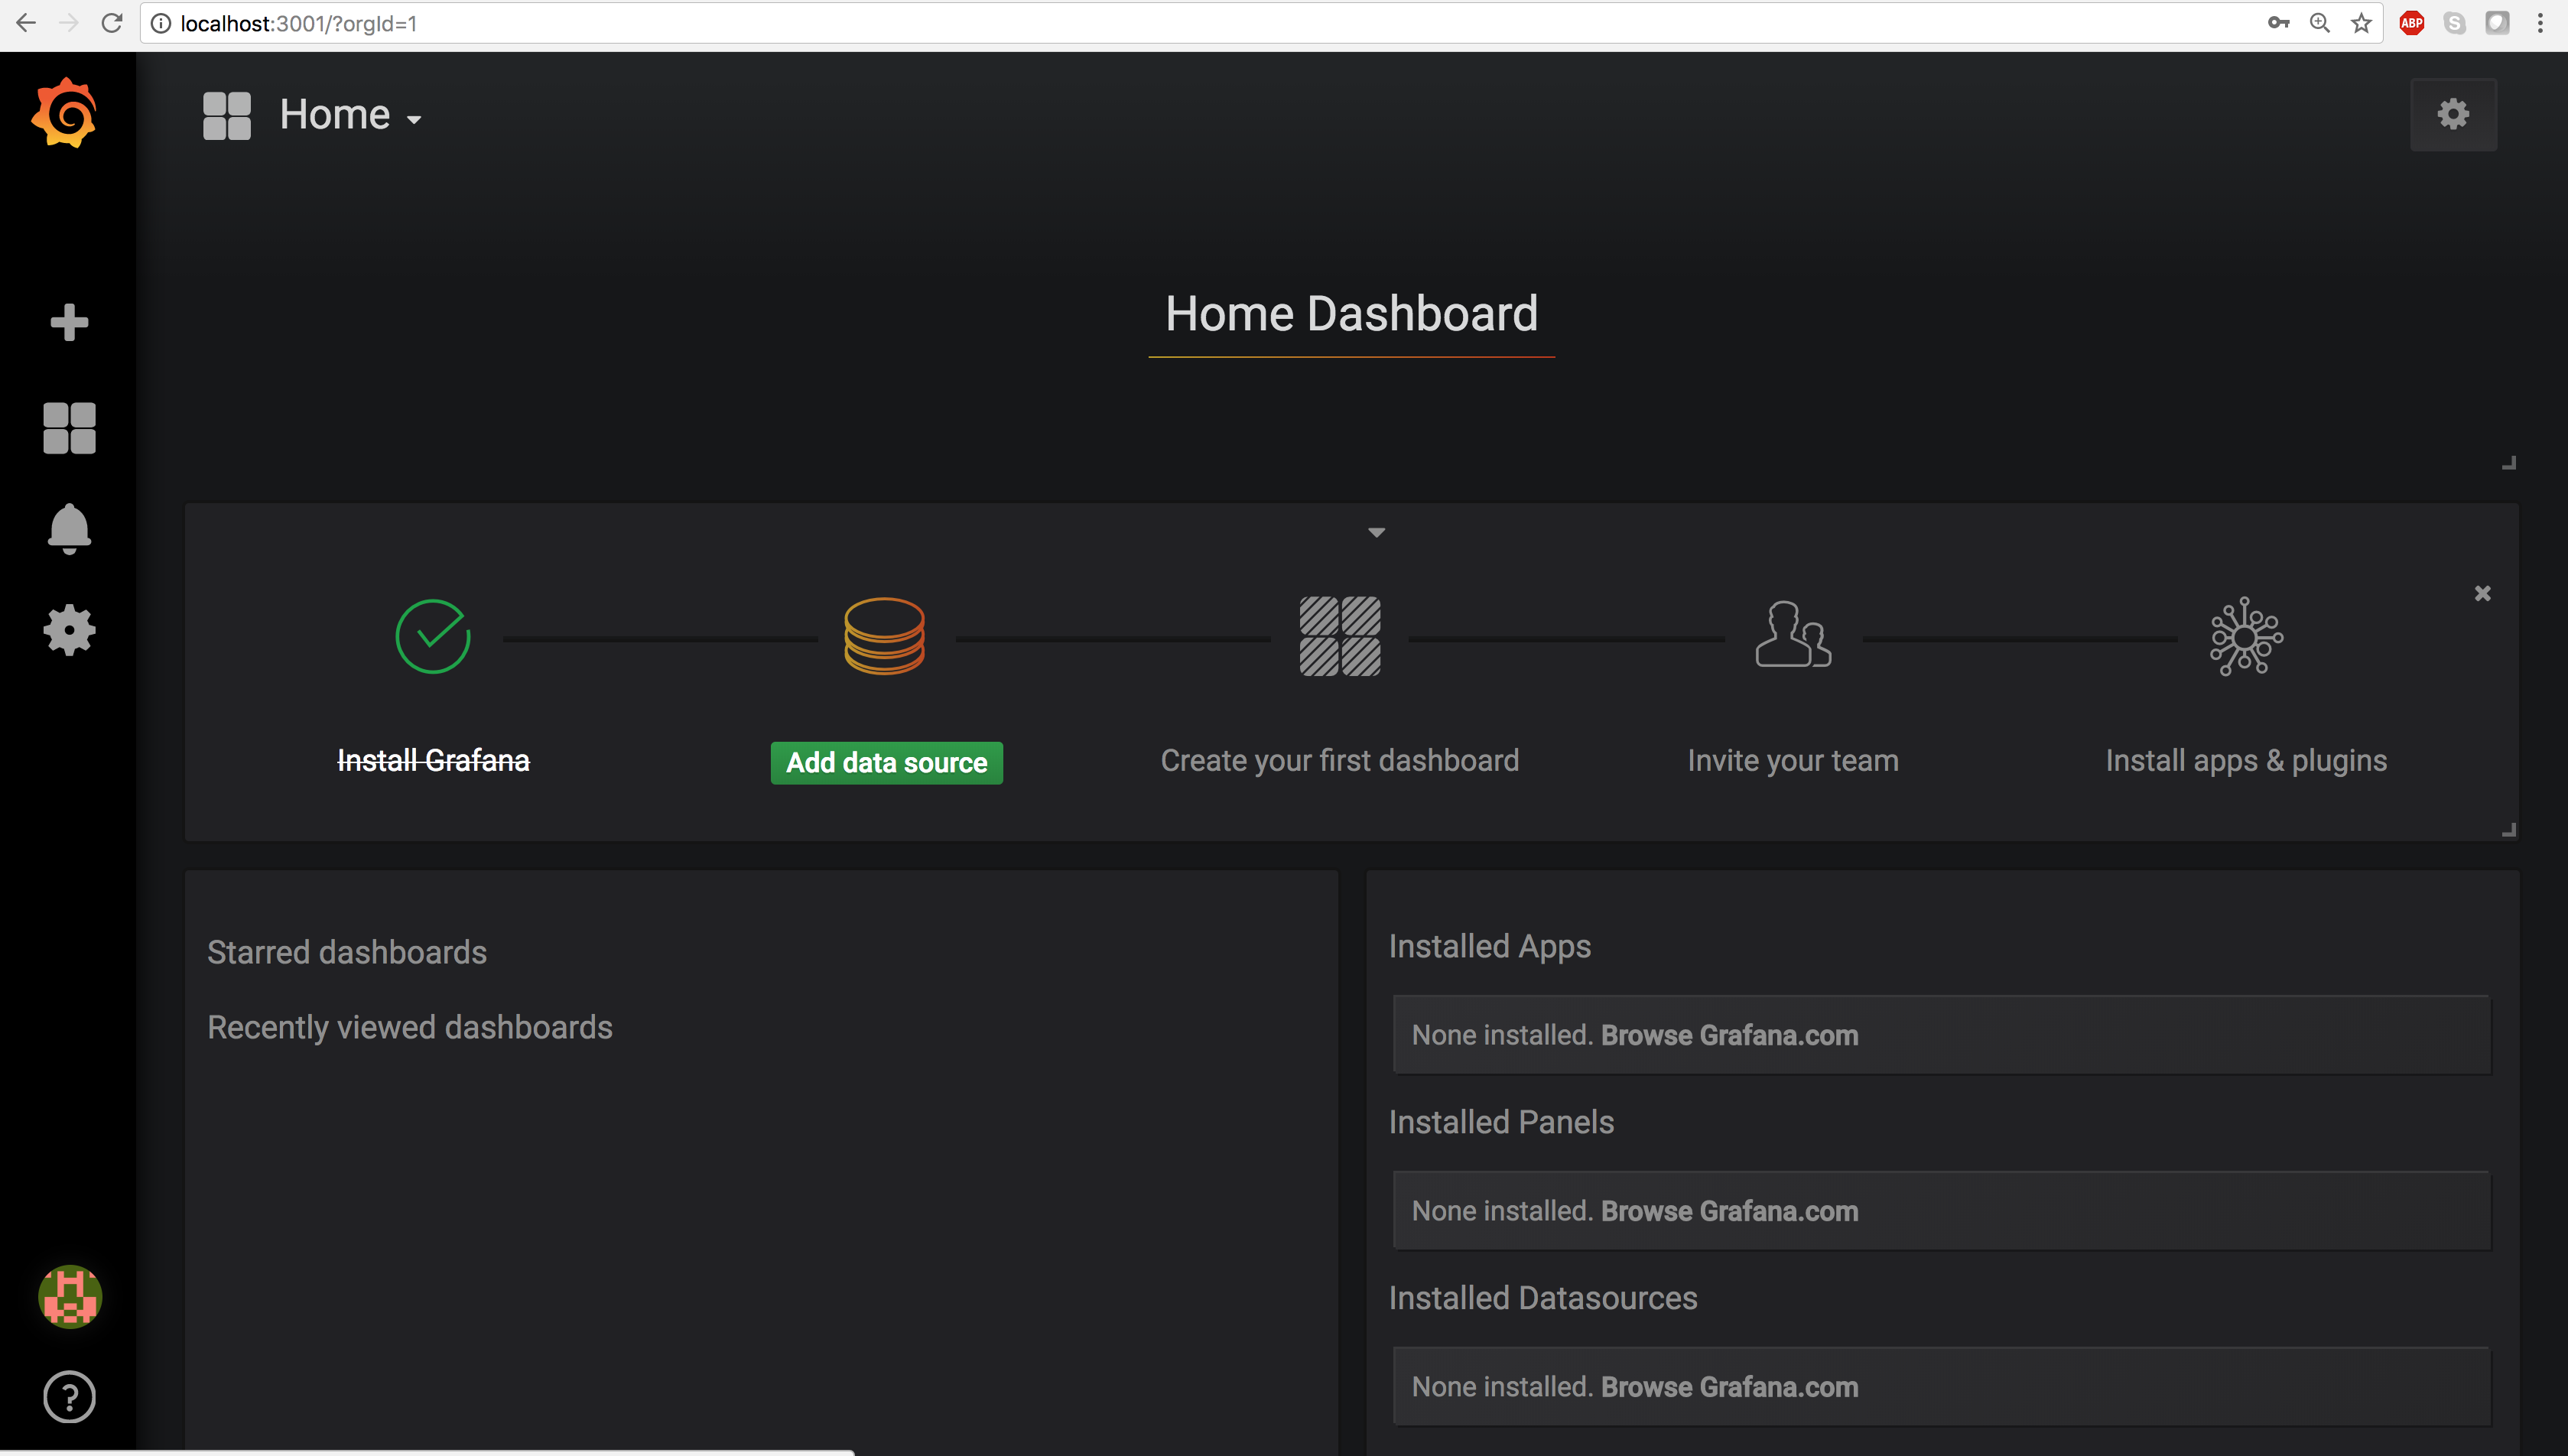 localhost:3001/?orgId=1
ABP
S
Home
Home Dashboard
Install Grafana
Add data source
Create your first dashboard
Invite your team
Install apps & plugins
Starred dashboards
Recently viewed dashboards
Installed Apps
None installed. Browse Grafana.com
Installed Panels
None installed. Browse Grafana.com
Installed Datasources
None installed. Browse Grafana.com
?